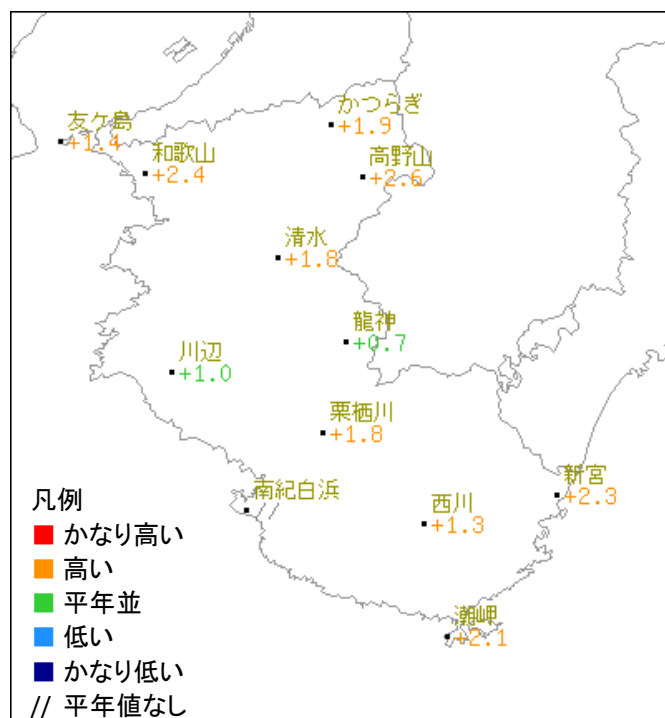 かつらぎ
+1.9
友ケ島
+1.4
和歌山
+2.4
高野山
+2.6
清水
+1.8
龍神
+0.7
川辺
+1.0
栗栖川
+1.8
新宮
+2.3
南紀白浜
//
西川
+1.3
潮岬
+2.1
凡例
かなり高い
高い
平年並
低い
かなり低い
// 平年値なし